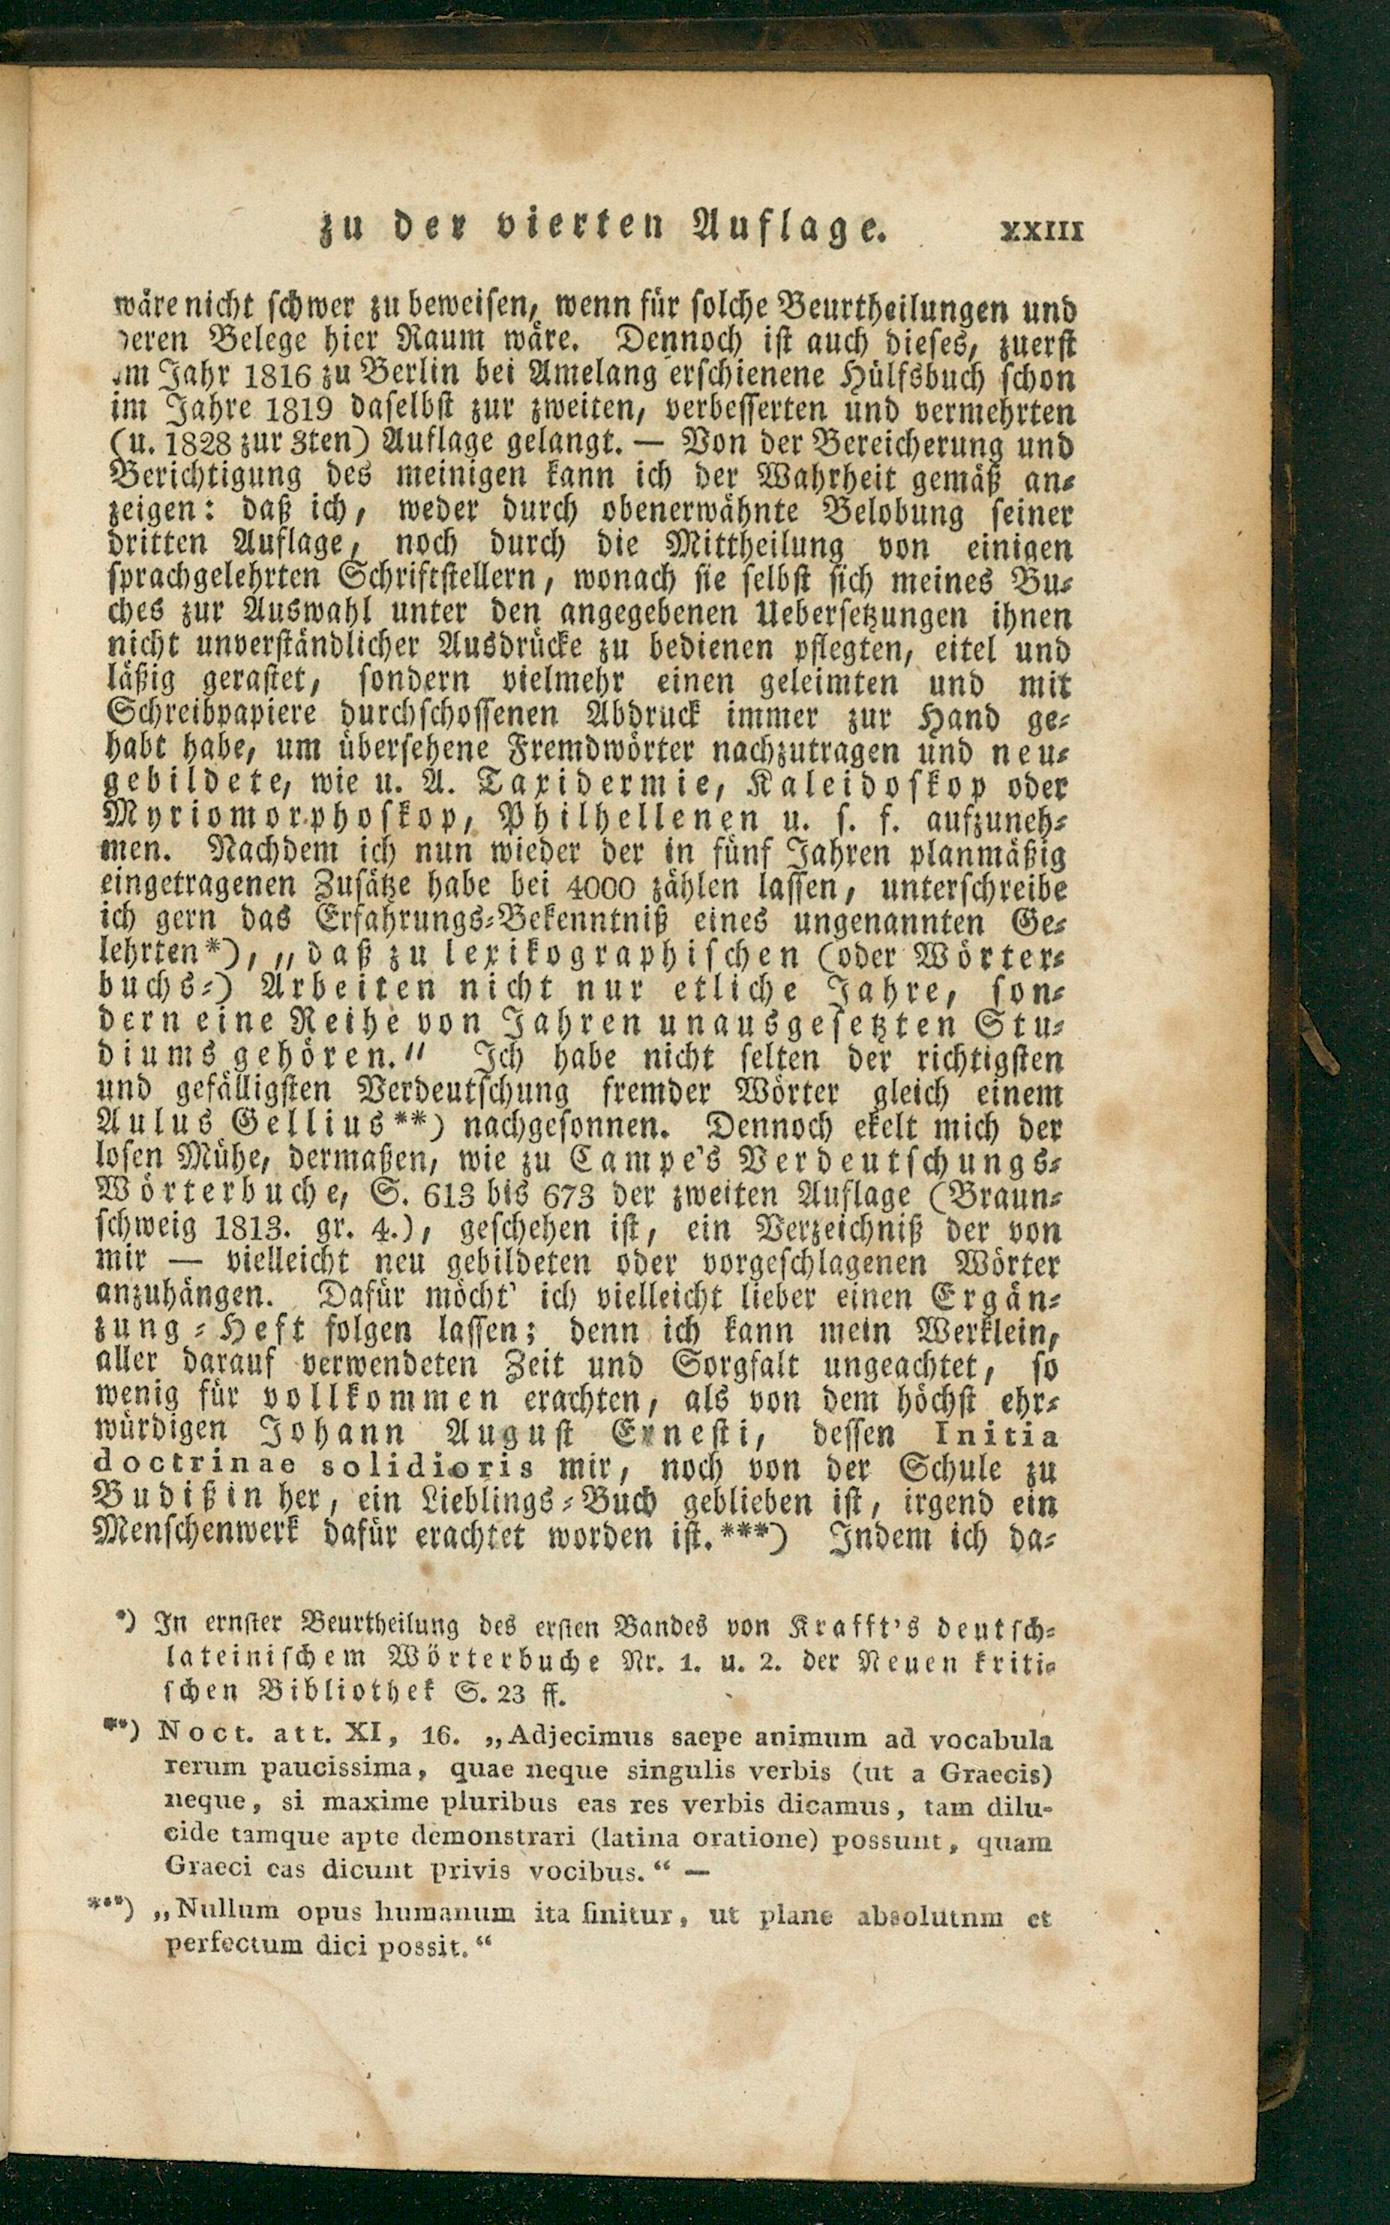 zu der vierten Auflage. XXIII
wäre nicht schwer zu beweisen, wenn für solche Beurtheilungen und
deren Belege hier Raum wäre. Dennoch ist auch dieses, zuerst
im Jahr 1816 zu Berlin bei Amelang erschienene Hülfsbuch schon
im Jahre 1819 daselbst zur zweiten, verbesserten und vermehrten
(u. 1828 zur 3ten) Auflage gelangt. — Von der Bereicherung und
Berichtigung des meinigen kann ich der Wahrheit gemäß an-
zeigen: daß ich, weder durch obenerwähnte Belobung seiner
dritten Auflage, noch durch die Mittheilung von einigen
sprachgelehrten Schriftstellern, wonach sie selbst sich meines Bu-
ches zur Auswahl unter den angegebenen Uebersetzungen ihnen
nicht unverständlicher Ausdrücke zu bedienen pflegten, eitel und
läßig gerastet, sondern vielmehr einen geleimten und mit
Schreibpapiere durchschossenen Abdruck immer zur Hand ge-
habt habe, um übersehene Fremdwörter nachzutragen und neu-
gebildete, wie u. A. Taxidermie, Kaleidoskop oder
Myriomorphoskop, Philhellenen u. s. f. aufzuneh-
men. Nachdem ich nun wieder der in fünf Jahren planmäßig
eingetragenen Zusätze habe bei 4000 zählen lassen, unterschreibe
ich gern das Erfahrungs-Bekenntniß eines ungenannten Ge-
lehrten*), „daß zu lexikographischen (oder Wörter-
buchs-) Arbeiten nicht nur etliche Jahre, son-
dern eine Reihe von Jahren unausgesetzten Stu-
diums gehören.“ Ich habe nicht selten der richtigsten
und gefälligsten Verdeutschung fremder Wörter gleich einem
Aulus Gellius**) nachgesonnen. Dennoch ekelt mich der
losen Mühe, dermaßen, wie zu Campe's Verdeutschungs-
Wörterbuche, S. 613 bis 673 der zweiten Auflage (Braun-
schweig 1813. gr. 4.), geschehen ist, ein Verzeichniß der von
mir — vielleicht neu gebildeten oder vorgeschlagenen Wörter
anzuhängen. Dafür möcht' ich vielleicht lieber einen Ergän-
zung-Heft folgen lassen; denn ich kann mein Werklein,
aller darauf verwendeten Zeit und Sorgfalt ungeachtet, so
wenig für vollkommen erachten, als von dem höchst ehr-
würdigen Johann August Ernesti, dessen Initia
doctrinae solidioris mir, noch von der Schule zu
Budißin her, ein Lieblings-Buch geblieben ist, irgend ein
Menschenwerk dafür erachtet worden ist.***) Indem ich da-
*) In ernster Beurtheilung des ersten Bandes von Krafft's deutsch-
lateinischem Wörterbuche Nr. 1. u. 2. der Neuen kriti-
schen Bibliothek S. 23 ff.
**) Noct. att. XI, 16. „Adjecimus saepe animum ad vocabula
rerum paucissima, quae neque singulis verbis (ut a Graecis)
neque, si maxime pluribus eas res verbis dicamus, tam dilu-
cide tamque apte demonstrari (latina oratione) possunt, quam
Graeci eas dicunt privis vocibus.“ —
***) „Nullum opus humanum ita finitur, ut plane absolutnm et
perfectum dici possit.“